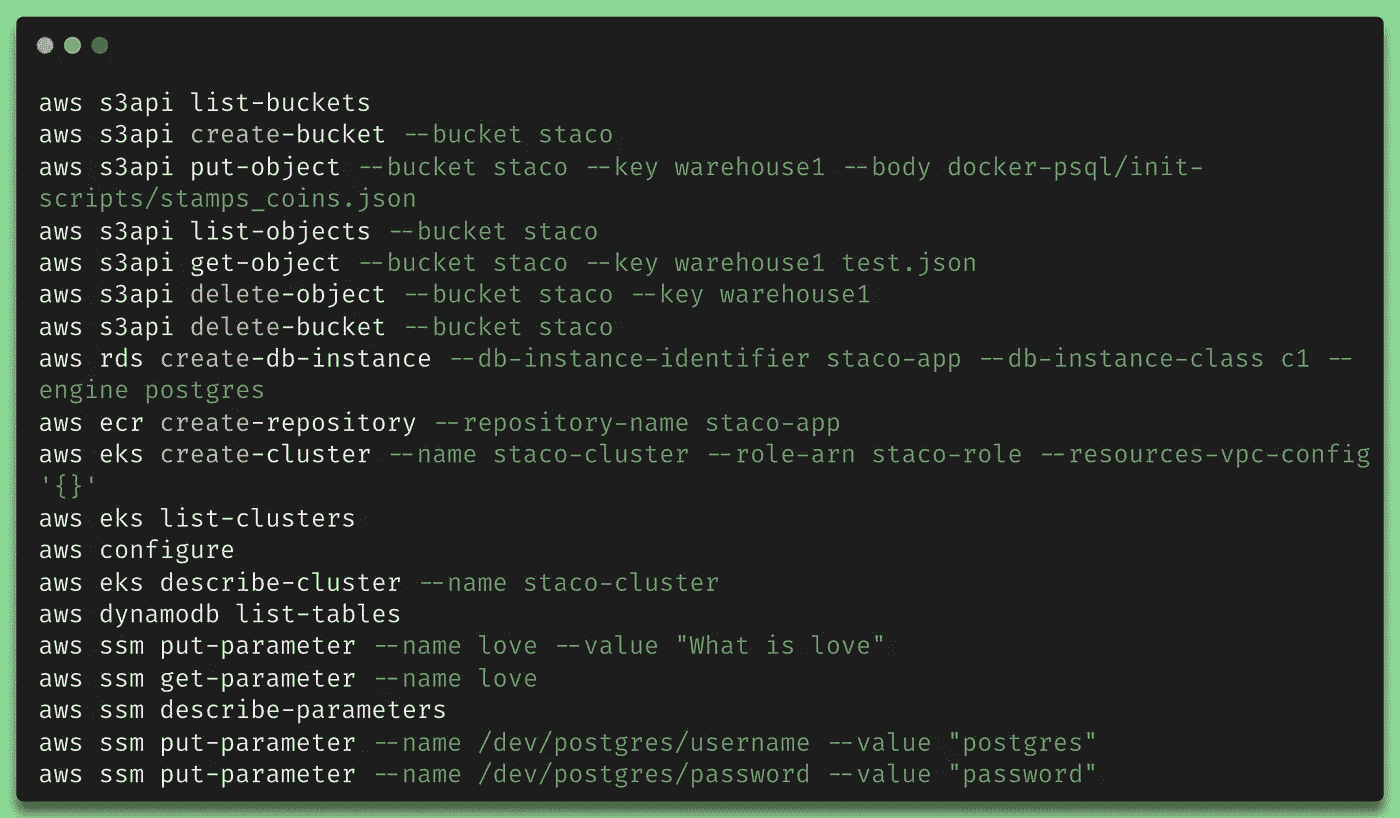 aws s3api list-buckets
aws s3api create-bucket --bucket staco
aws s3api put-object --bucket staco --key warehouse1 --body docker-psql/init-
scripts/stamps_coins.json
aws s3api list-objects --bucket staco
aws s3api get-object --bucket staco --key warehouse1 test.json
aws s3api delete-object --bucket staco --key warehouse1
aws s3api delete-bucket --bucket staco
aws rds create-db-instance --db-instance-identifier staco-app --db-instance-class c1 --
engine postgres
aws ecr create-repository --repository-name staco-app
aws eks create-cluster --name staco-cluster --role-arn staco-role --resources-vpc-config
'{}'
aws eks list-clusters
aws configure
aws eks describe-cluster --name staco-cluster
aws dynamodb list-tables
aws ssm put-parameter --name love --value "What is love"
aws ssm get-parameter --name love
aws ssm describe-parameters
aws ssm put-parameter --name /dev/postgres/username --value "postgres"
aws ssm put-parameter --name /dev/postgres/password --value "password"